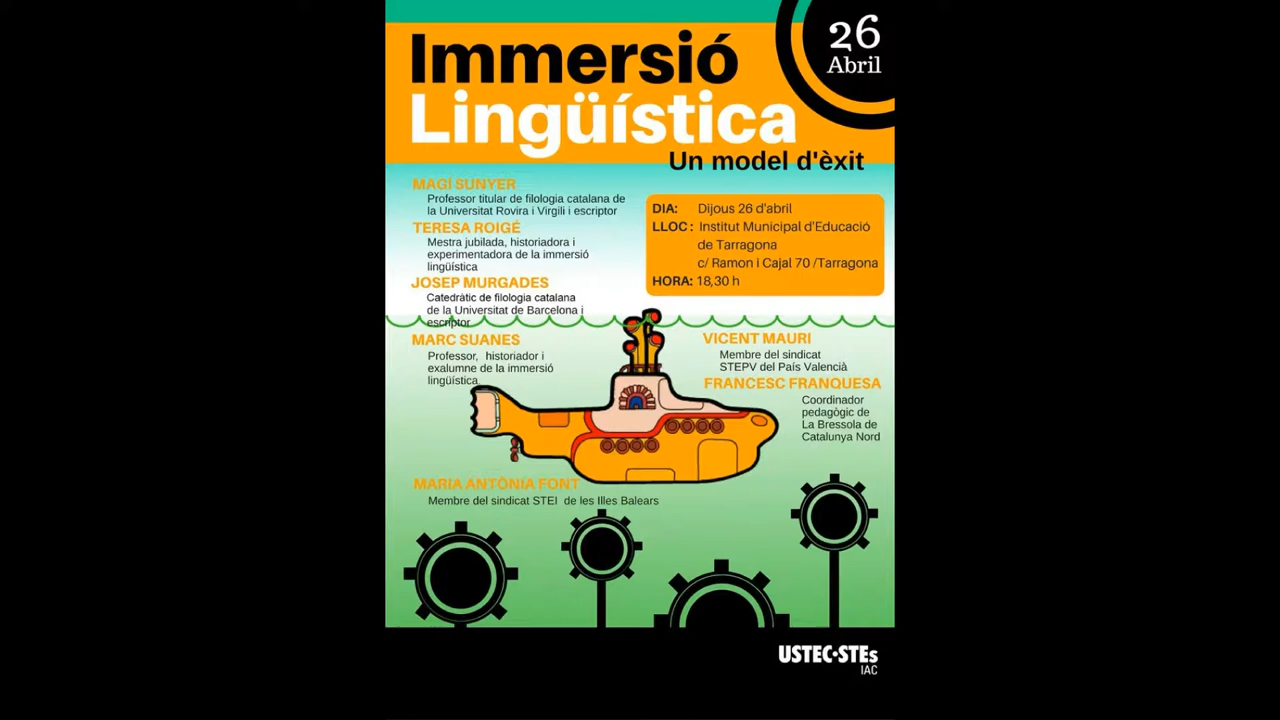 Immersió
Lingüística
Un model d'èxit
26
Abril
MAGÍ SUNYER
Professor titular de filologia catalana de
la Universitat Rovira i Virgili i escriptor
TERESA ROIGÉ
Mestra jubilada, historiadora i
experimentadora de la immersió
lingüística
JOSEP MURGADES
Catedràtic de filologia catalana
de la Universitat de Barcelona i
escriptor
MARC SUANES
Professor, historiador i
exalumne de la immersió
lingüística
DIA: Dijous 26 d'abril
LLOC : Institut Municipal d'Educació
de Tarragona
c/ Ramon i Cajal 70 /Tarragona
HORA: 18,30 h
VICENT MAURI
Membre del sindicat
STEPV del País Valencià
FRANCESC FRANQUESA
Coordinador
pedagògic de
La Bressola de
Catalunya Nord
MARIA ANTÒNIA FONT
Membre del sindicat STEI de les Illes Balears
USTEC·STEs
IAC